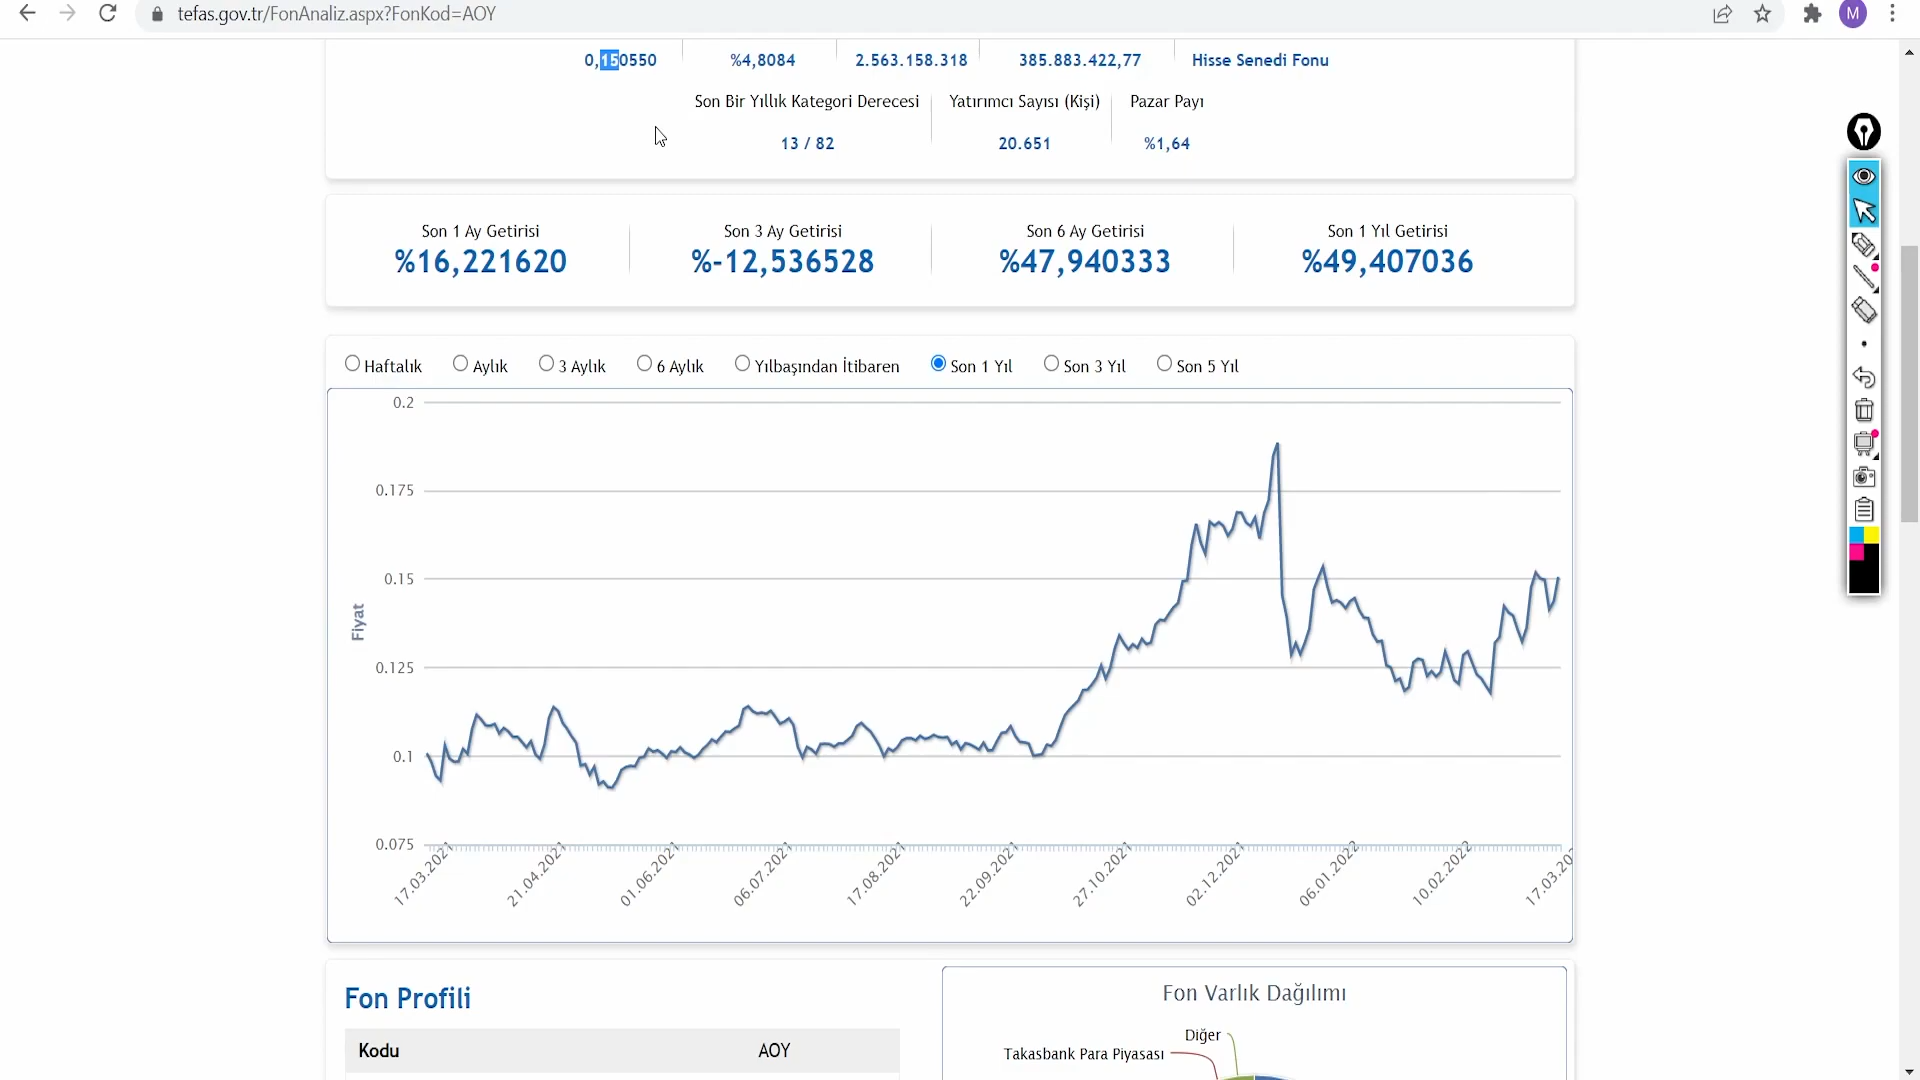 tefas.gov.tr/FonAnaliz.aspx?FonKod=AOY
M
0,150550 %4,8084 2.563.158.318 385.883.422,77 Hisse Senedi Fonu
Son Bir Yıllık Kategori Derecesi Yatırımcı Sayısı (Kişi) Pazar Payı
13 / 82 20.651 %1,64
Son 1 Ay Getirisi Son 3 Ay Getirisi Son 6 Ay Getirisi Son 1 Yıl Getirisi
%16,221620 %-12,536528 %47,940333 %49,407036
Haftalık Aylık 3 Aylık 6 Aylık Yılbaşından İtibaren Son 1 Yıl Son 3 Yıl Son 5 Yıl
0.2
0.175
0.15
Fiyat
0.125
0.1
0.075
17.03.2021 21.04.2021 01.06.2021 06.07.2021 17.08.2021 22.09.2021 27.10.2021 02.12.2021 06.01.2022 10.02.2022 17.03.20
Fon Profili
Kodu AOY
Fon Varlık Dağılımı
Diğer
Takasbank Para Piyasası